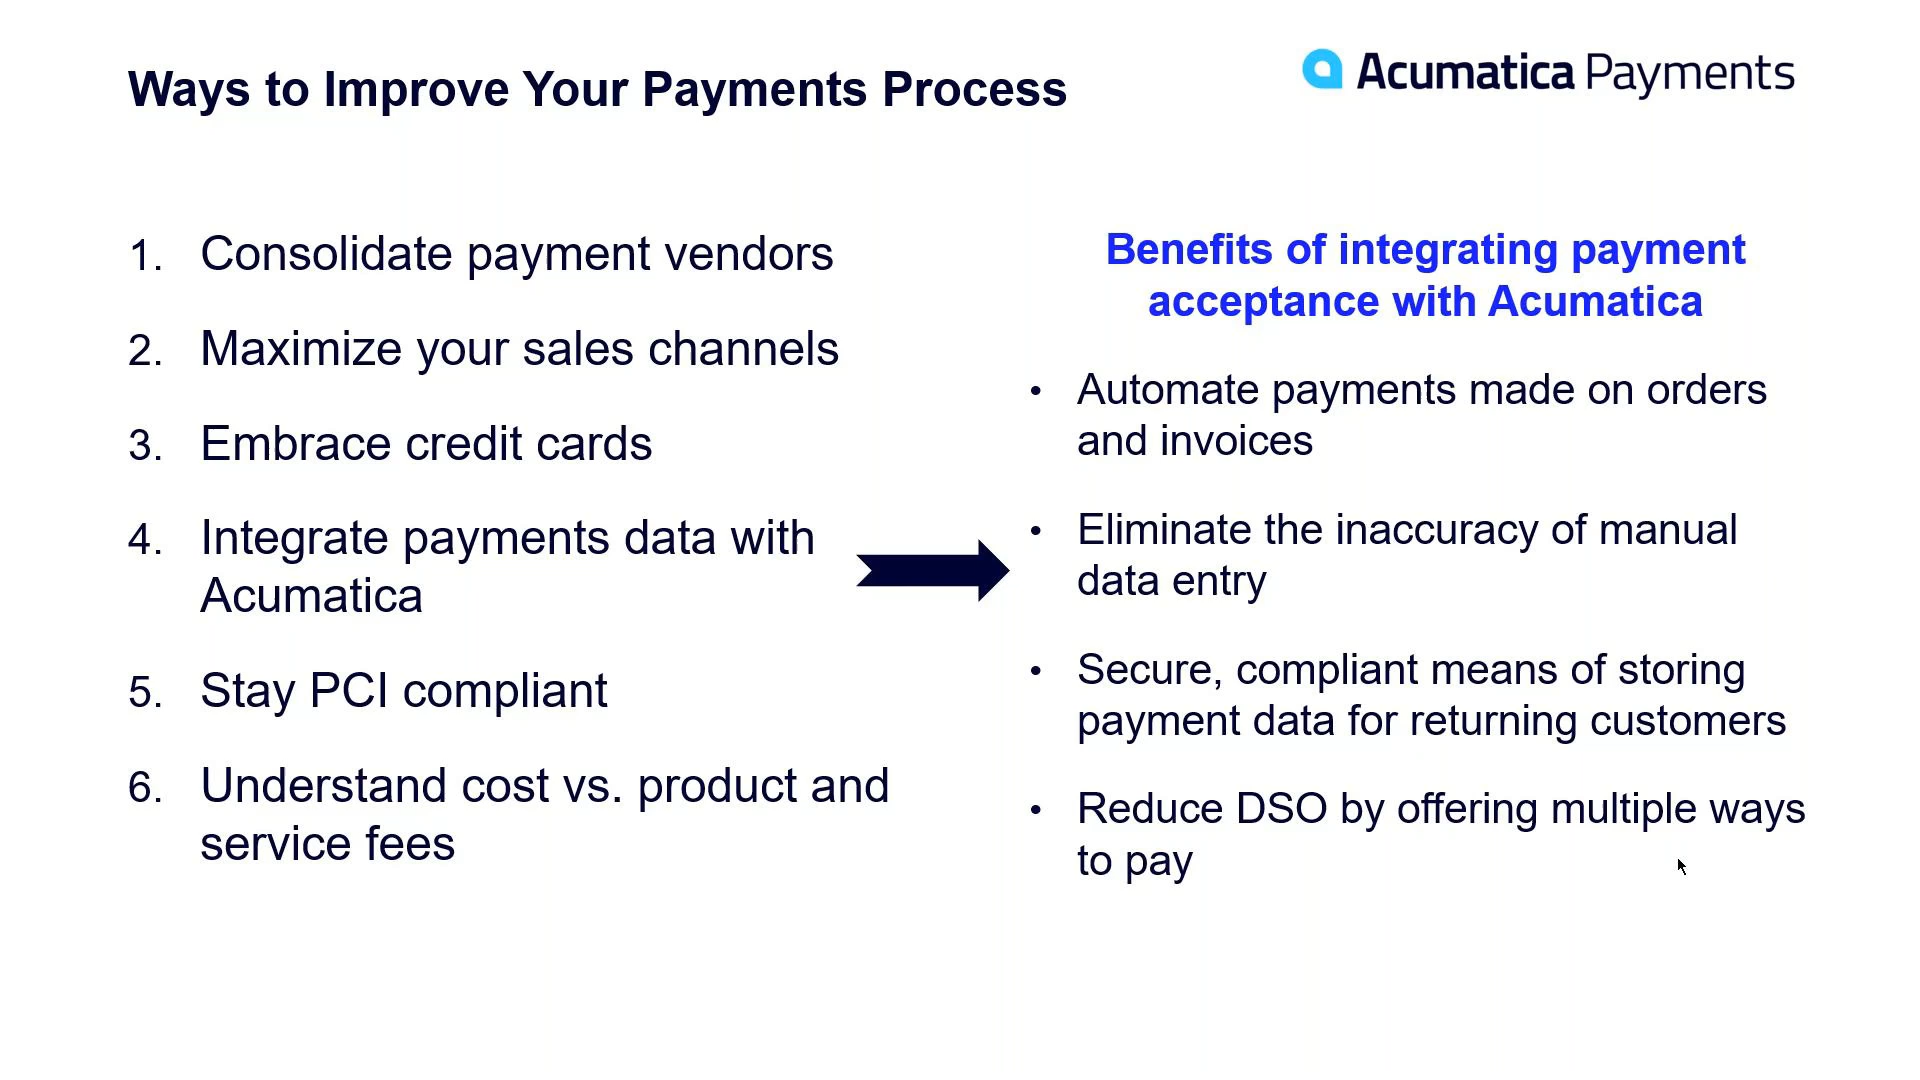 Ways to Improve Your Payments Process
Acumatica Payments
1. Consolidate payment vendors
2. Maximize your sales channels
3. Embrace credit cards
4. Integrate payments data with
Acumatica
5. Stay PCI compliant
6. Understand cost vs. product and
service fees
Benefits of integrating payment
acceptance with Acumatica
• Automate payments made on orders
and invoices
• Eliminate the inaccuracy of manual
data entry
• Secure, compliant means of storing
payment data for returning customers
• Reduce DSO by offering multiple ways
to pay